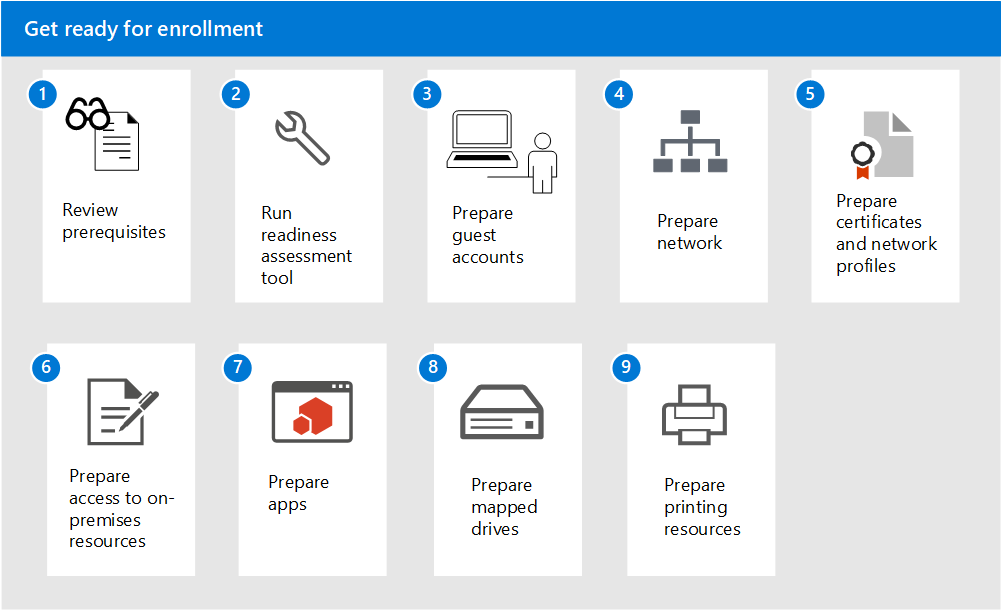 Get ready for enrollment
1
Review
prerequisites
2
Run
readiness
assessment
tool
3
Prepare
guest
accounts
4
Prepare
network
5
Prepare
certificates
and network
profiles
6
Prepare
access to on-
premises
resources
7
Prepare
apps
8
Prepare
mapped
drives
9
Prepare
printing
resources